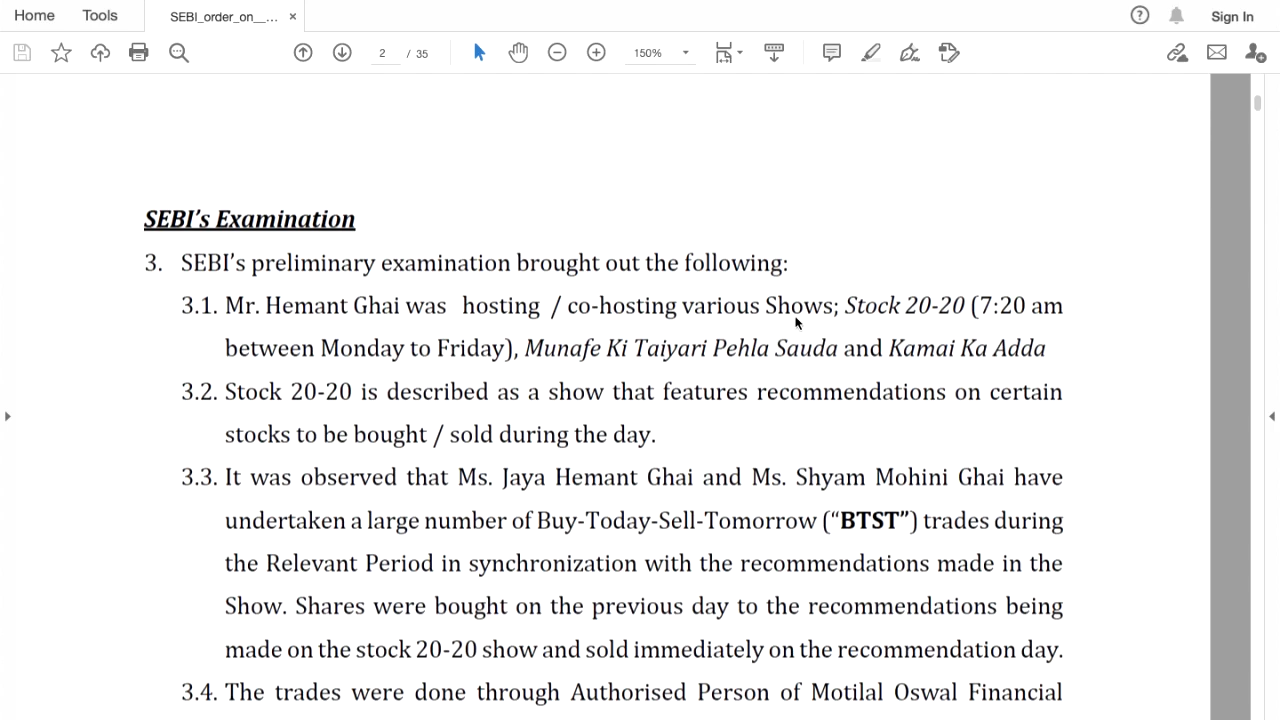 Home Tools SEBI_order_on__... × Sign In
2 / 35 150%
SEBI's Examination
3. SEBI's preliminary examination brought out the following:
3.1. Mr. Hemant Ghai was hosting / co-hosting various Shows; Stock 20-20 (7:20 am
between Monday to Friday), Munafe Ki Taiyari Pehla Sauda and Kamai Ka Adda
3.2. Stock 20-20 is described as a show that features recommendations on certain
stocks to be bought / sold during the day.
3.3. It was observed that Ms. Jaya Hemant Ghai and Ms. Shyam Mohini Ghai have
undertaken a large number of Buy-Today-Sell-Tomorrow ("BTST") trades during
the Relevant Period in synchronization with the recommendations made in the
Show. Shares were bought on the previous day to the recommendations being
made on the stock 20-20 show and sold immediately on the recommendation day.
3.4. The trades were done through Authorised Person of Motilal Oswal Financial